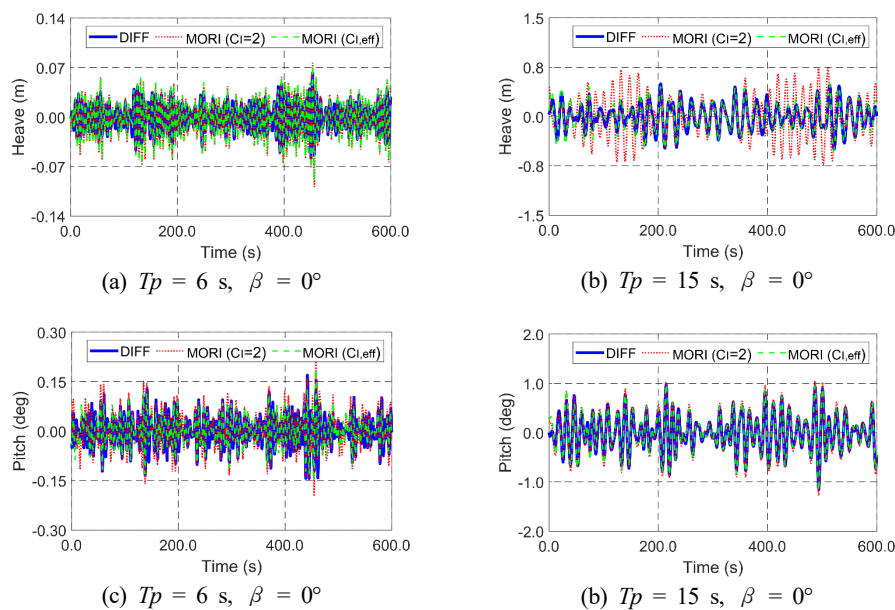 0.14
0.07
0.00
-0.07
-0.14
Heave (m)
DIFF MORI (CI=2) MORI (CI,eff)
0.0 200.0 400.0 600.0
Time (s)
(a) Tp = 6 s, β = 0°
1.5
0.8
0.0
-0.8
-1.5
Heave (m)
DIFF MORI (CI=2) MORI (CI,eff)
0.0 200.0 400.0 600.0
Time (s)
(b) Tp = 15 s, β = 0°
0.30
0.15
0.00
-0.15
-0.30
Pitch (deg)
DIFF MORI (CI=2) MORI (CI,eff)
0.0 200.0 400.0 600.0
Time (s)
(c) Tp = 6 s, β = 0°
2.0
1.0
0.0
-1.0
-2.0
Pitch (deg)
DIFF MORI (CI=2) MORI (CI,eff)
0.0 200.0 400.0 600.0
Time (s)
(b) Tp = 15 s, β = 0°